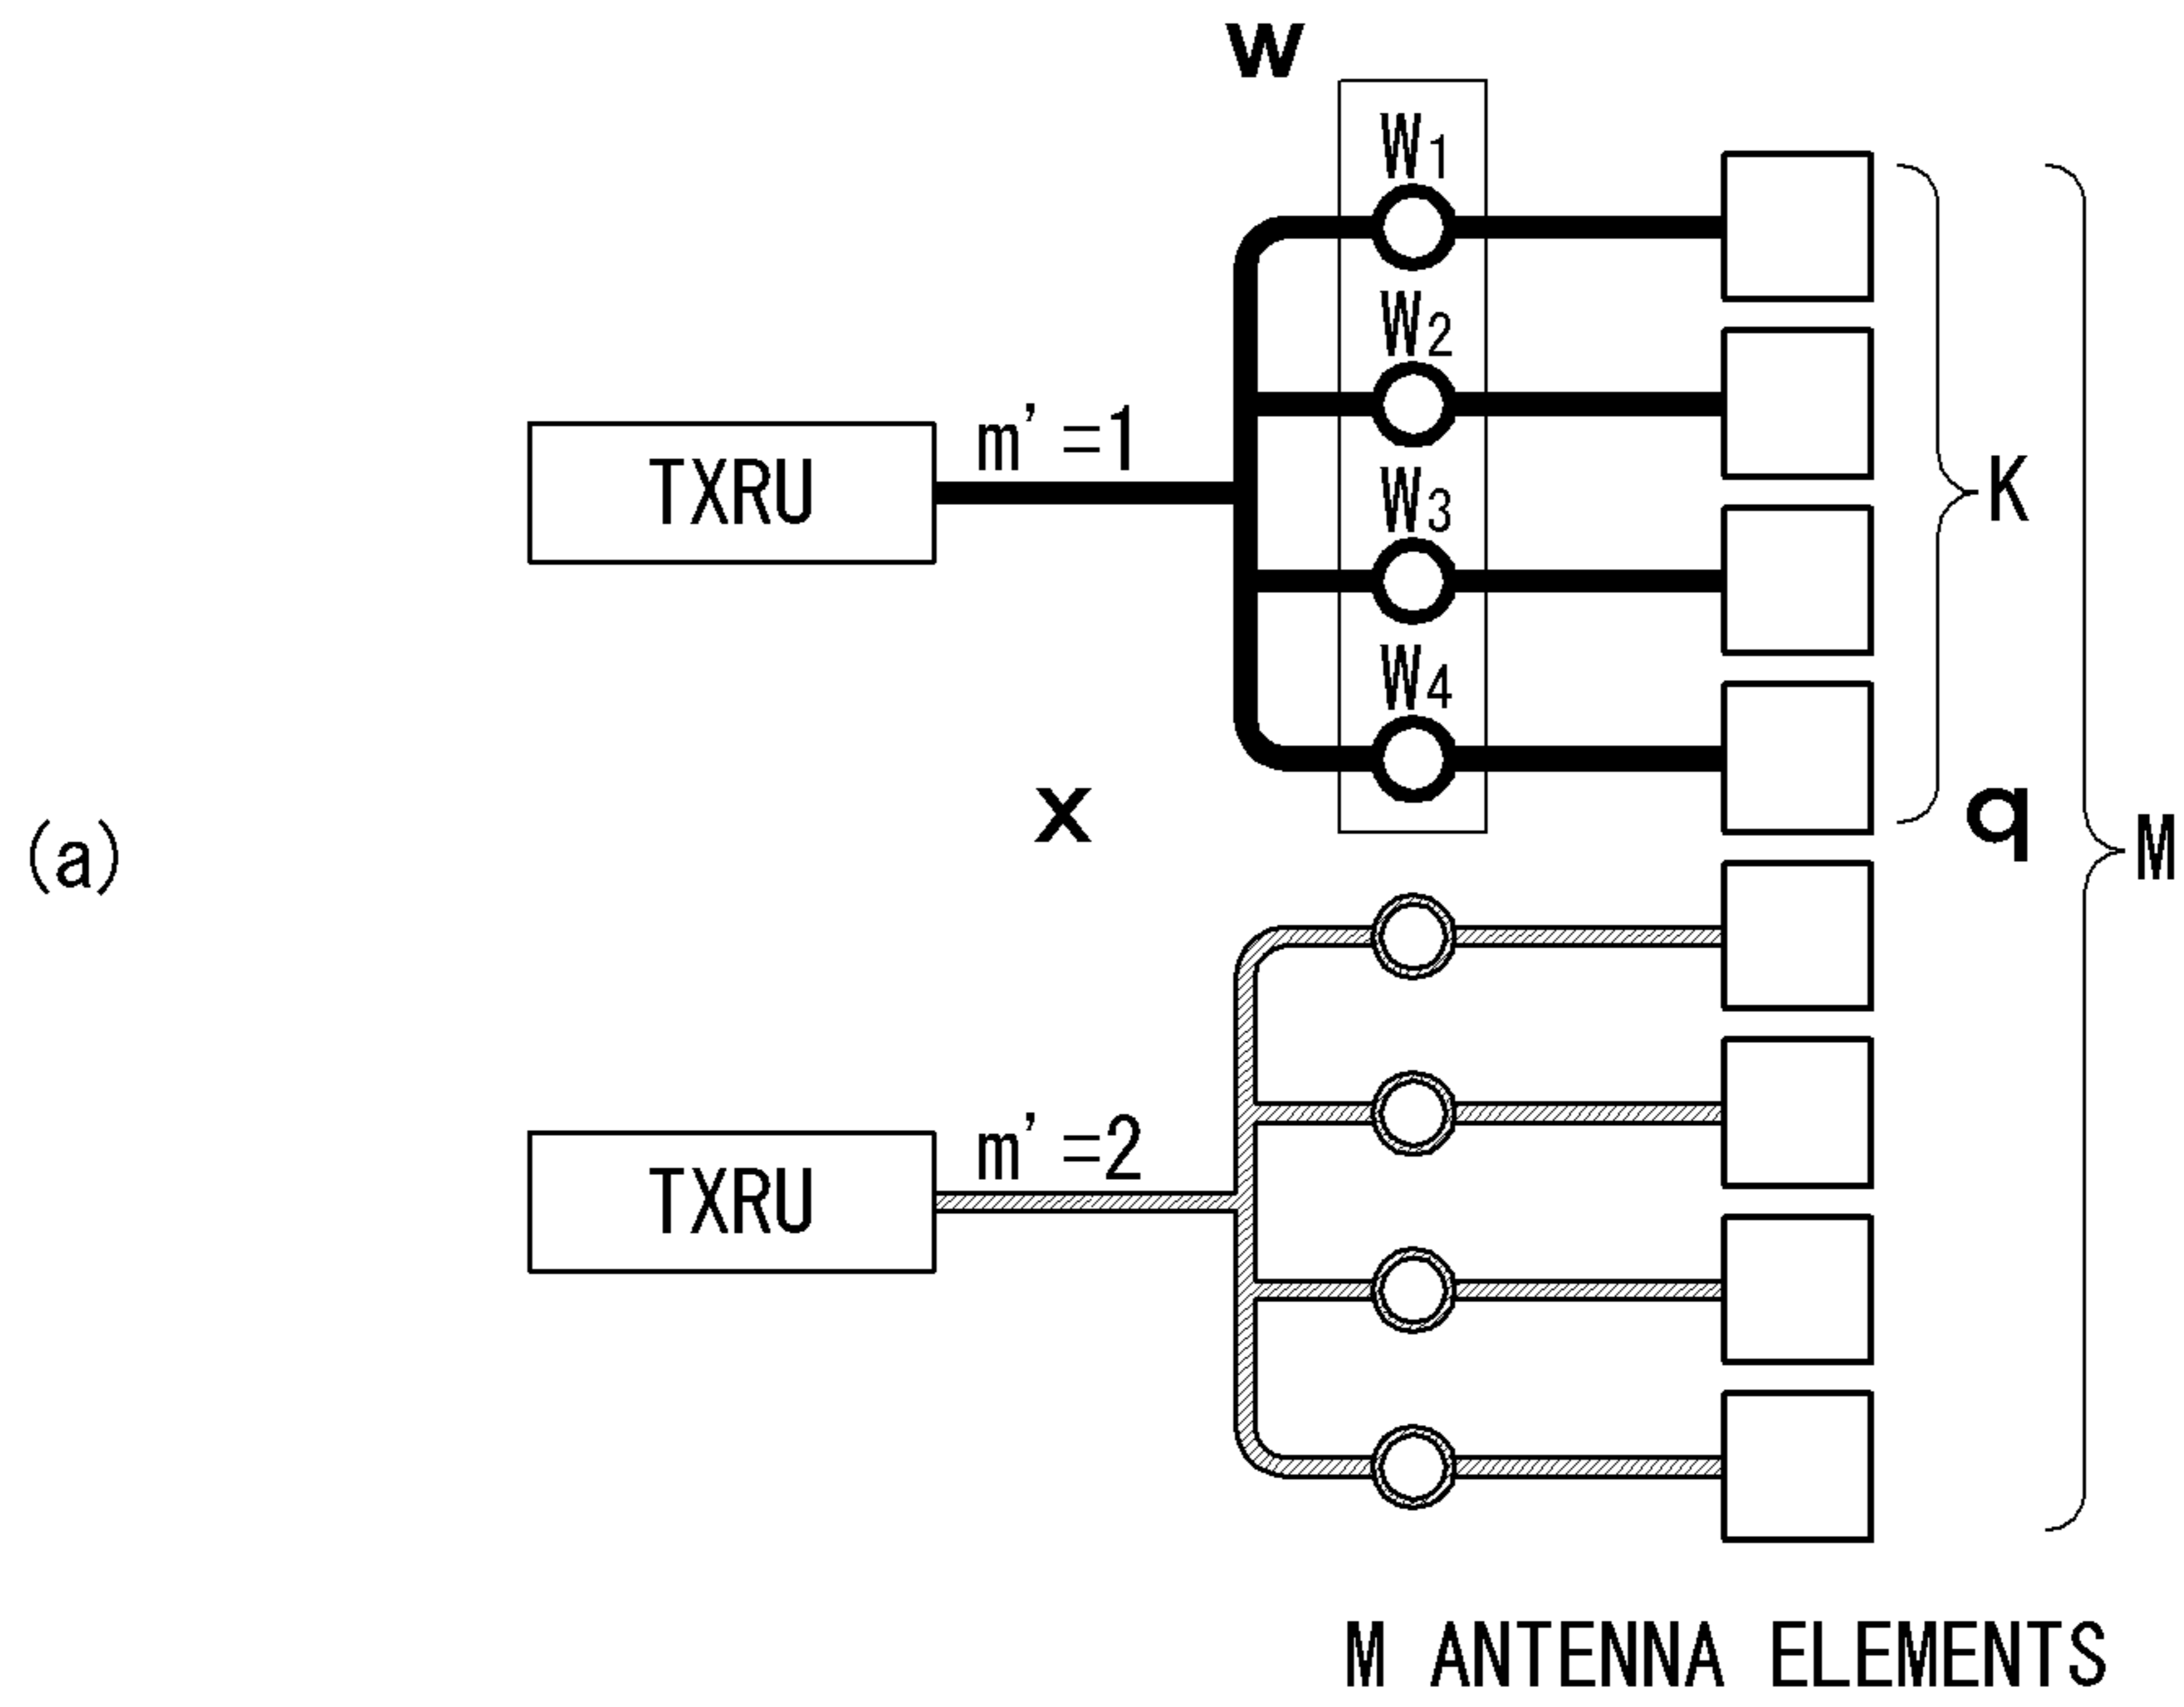 w
W1
W2
m'=1
TXRU
K
W3
W4
x
q
(a)
M
m'=2
TXRU
M ANTENNA ELEMENTS